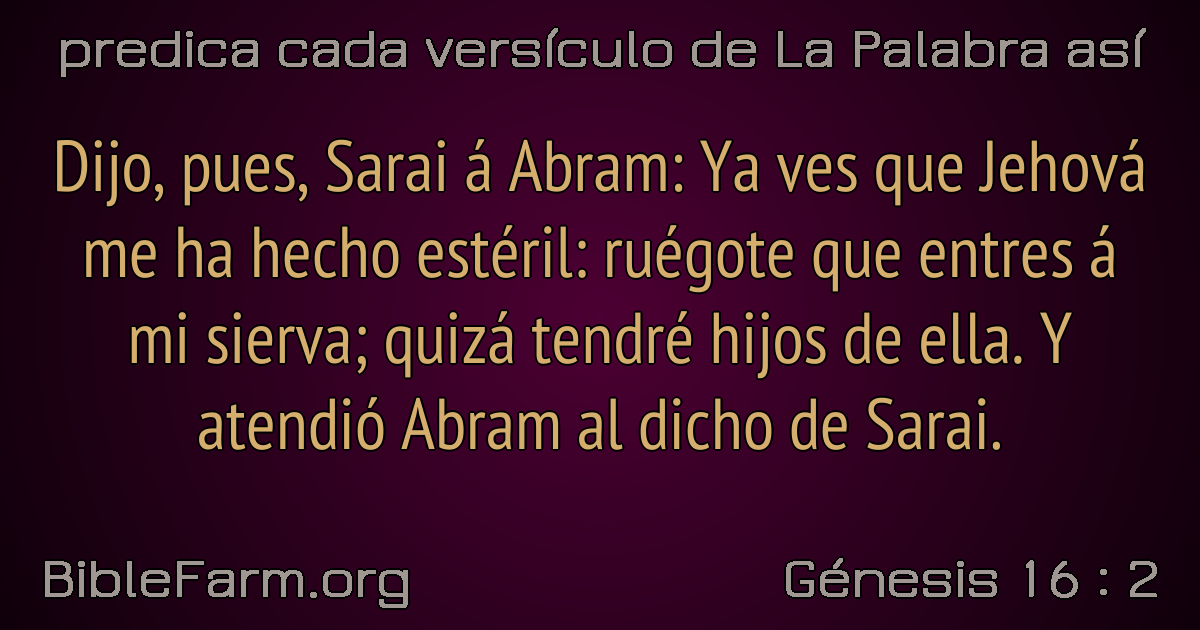 predica cada versículo de La Palabra así
Dijo, pues, Sarai á Abram: Ya ves que Jehová
me ha hecho estéril: ruégote que entres á
mi sierva; quizá tendré hijos de ella. Y
atendió Abram al dicho de Sarai.
BibleFarm.org
Génesis 16 : 2